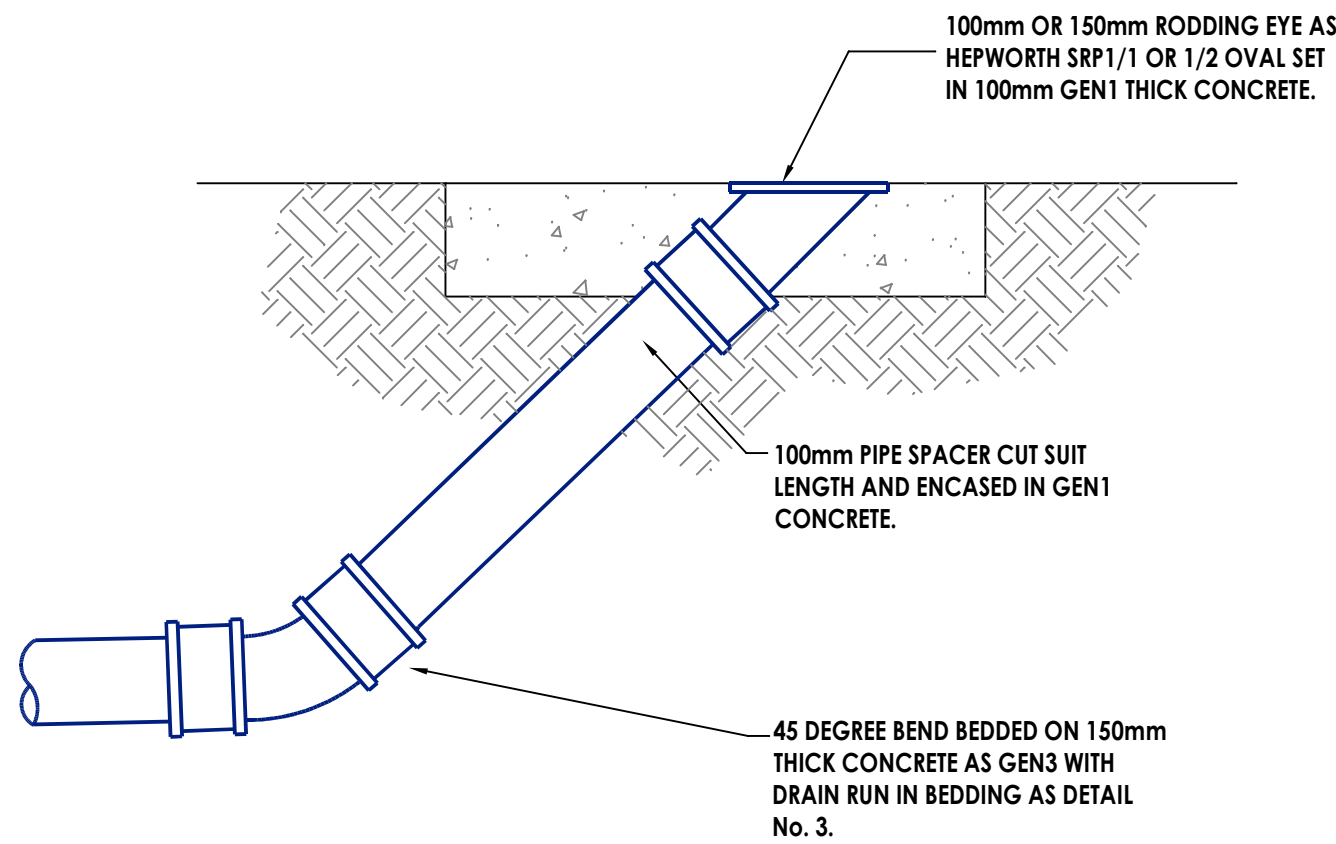 100mm OR 150mm RODDING EYE AS
HEPWORTH SRP1/1 OR 1/2 OVAL SET
IN 100mm GEN1 THICK CONCRETE.
100mm PIPE SPACER CUT SUIT
LENGTH AND ENCASED IN GEN1
CONCRETE.
45 DEGREE BEND BEDDED ON 150mm
THICK CONCRETE AS GEN3 WITH
DRAIN RUN IN BEDDING AS DETAIL
No. 3.